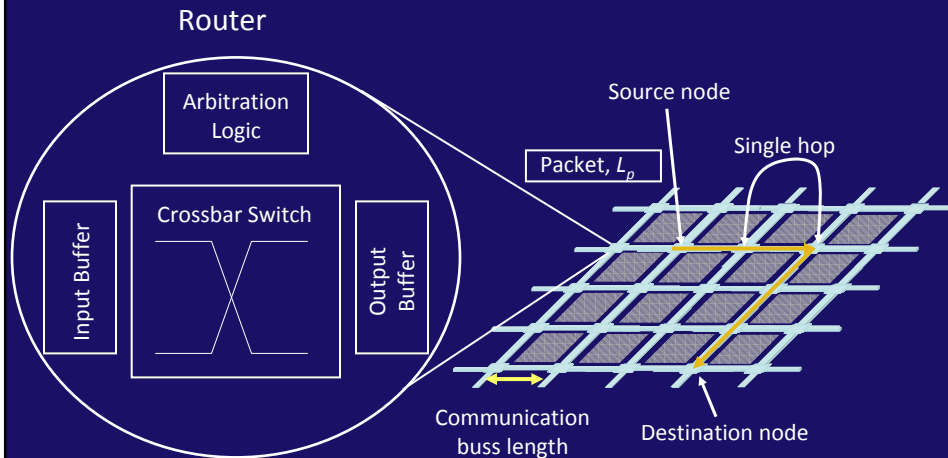 Router
Arbitration
Logic
Crossbar Switch
Input Buffer
Output
Buffer
Source node
Single hop
Packet, Lp
Communication
buss length
Destination node